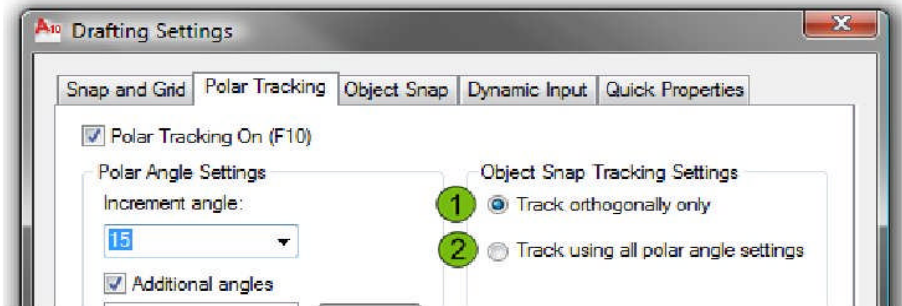 A10 Drafting Settings X
Snap and Grid Polar Tracking Object Snap Dynamic Input Quick Properties
Polar Tracking On (F10)
Polar Angle Settings
Increment angle:
15
Additional angles
Object Snap Tracking Settings
1 Track orthogonally only
2 Track using all polar angle settings